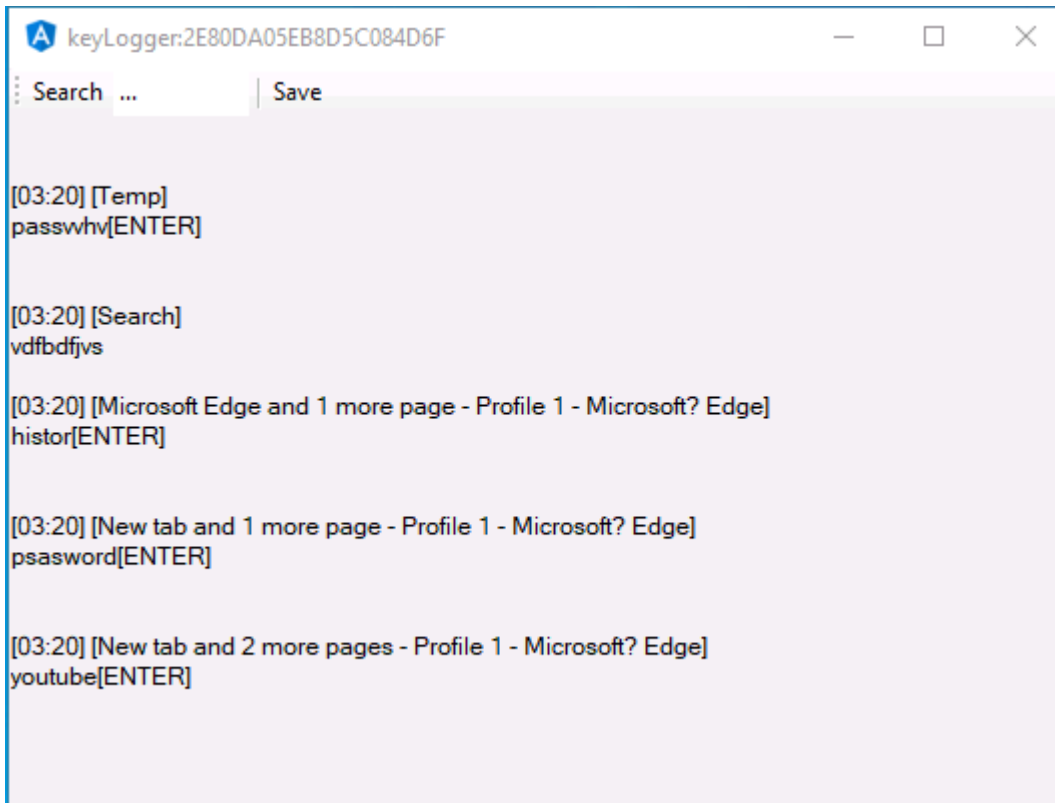 keyLogger:2E80DA05EB8D5C084D6F
Search ... Save
[03:20] [Temp]
passwhv[ENTER]
[03:20] [Search]
vdfbdfjvs
[03:20] [Microsoft Edge and 1 more page - Profile 1 - Microsoft? Edge]
histor[ENTER]
[03:20] [New tab and 1 more page - Profile 1 - Microsoft? Edge]
psasword[ENTER]
[03:20] [New tab and 2 more pages - Profile 1 - Microsoft? Edge]
youtube[ENTER]